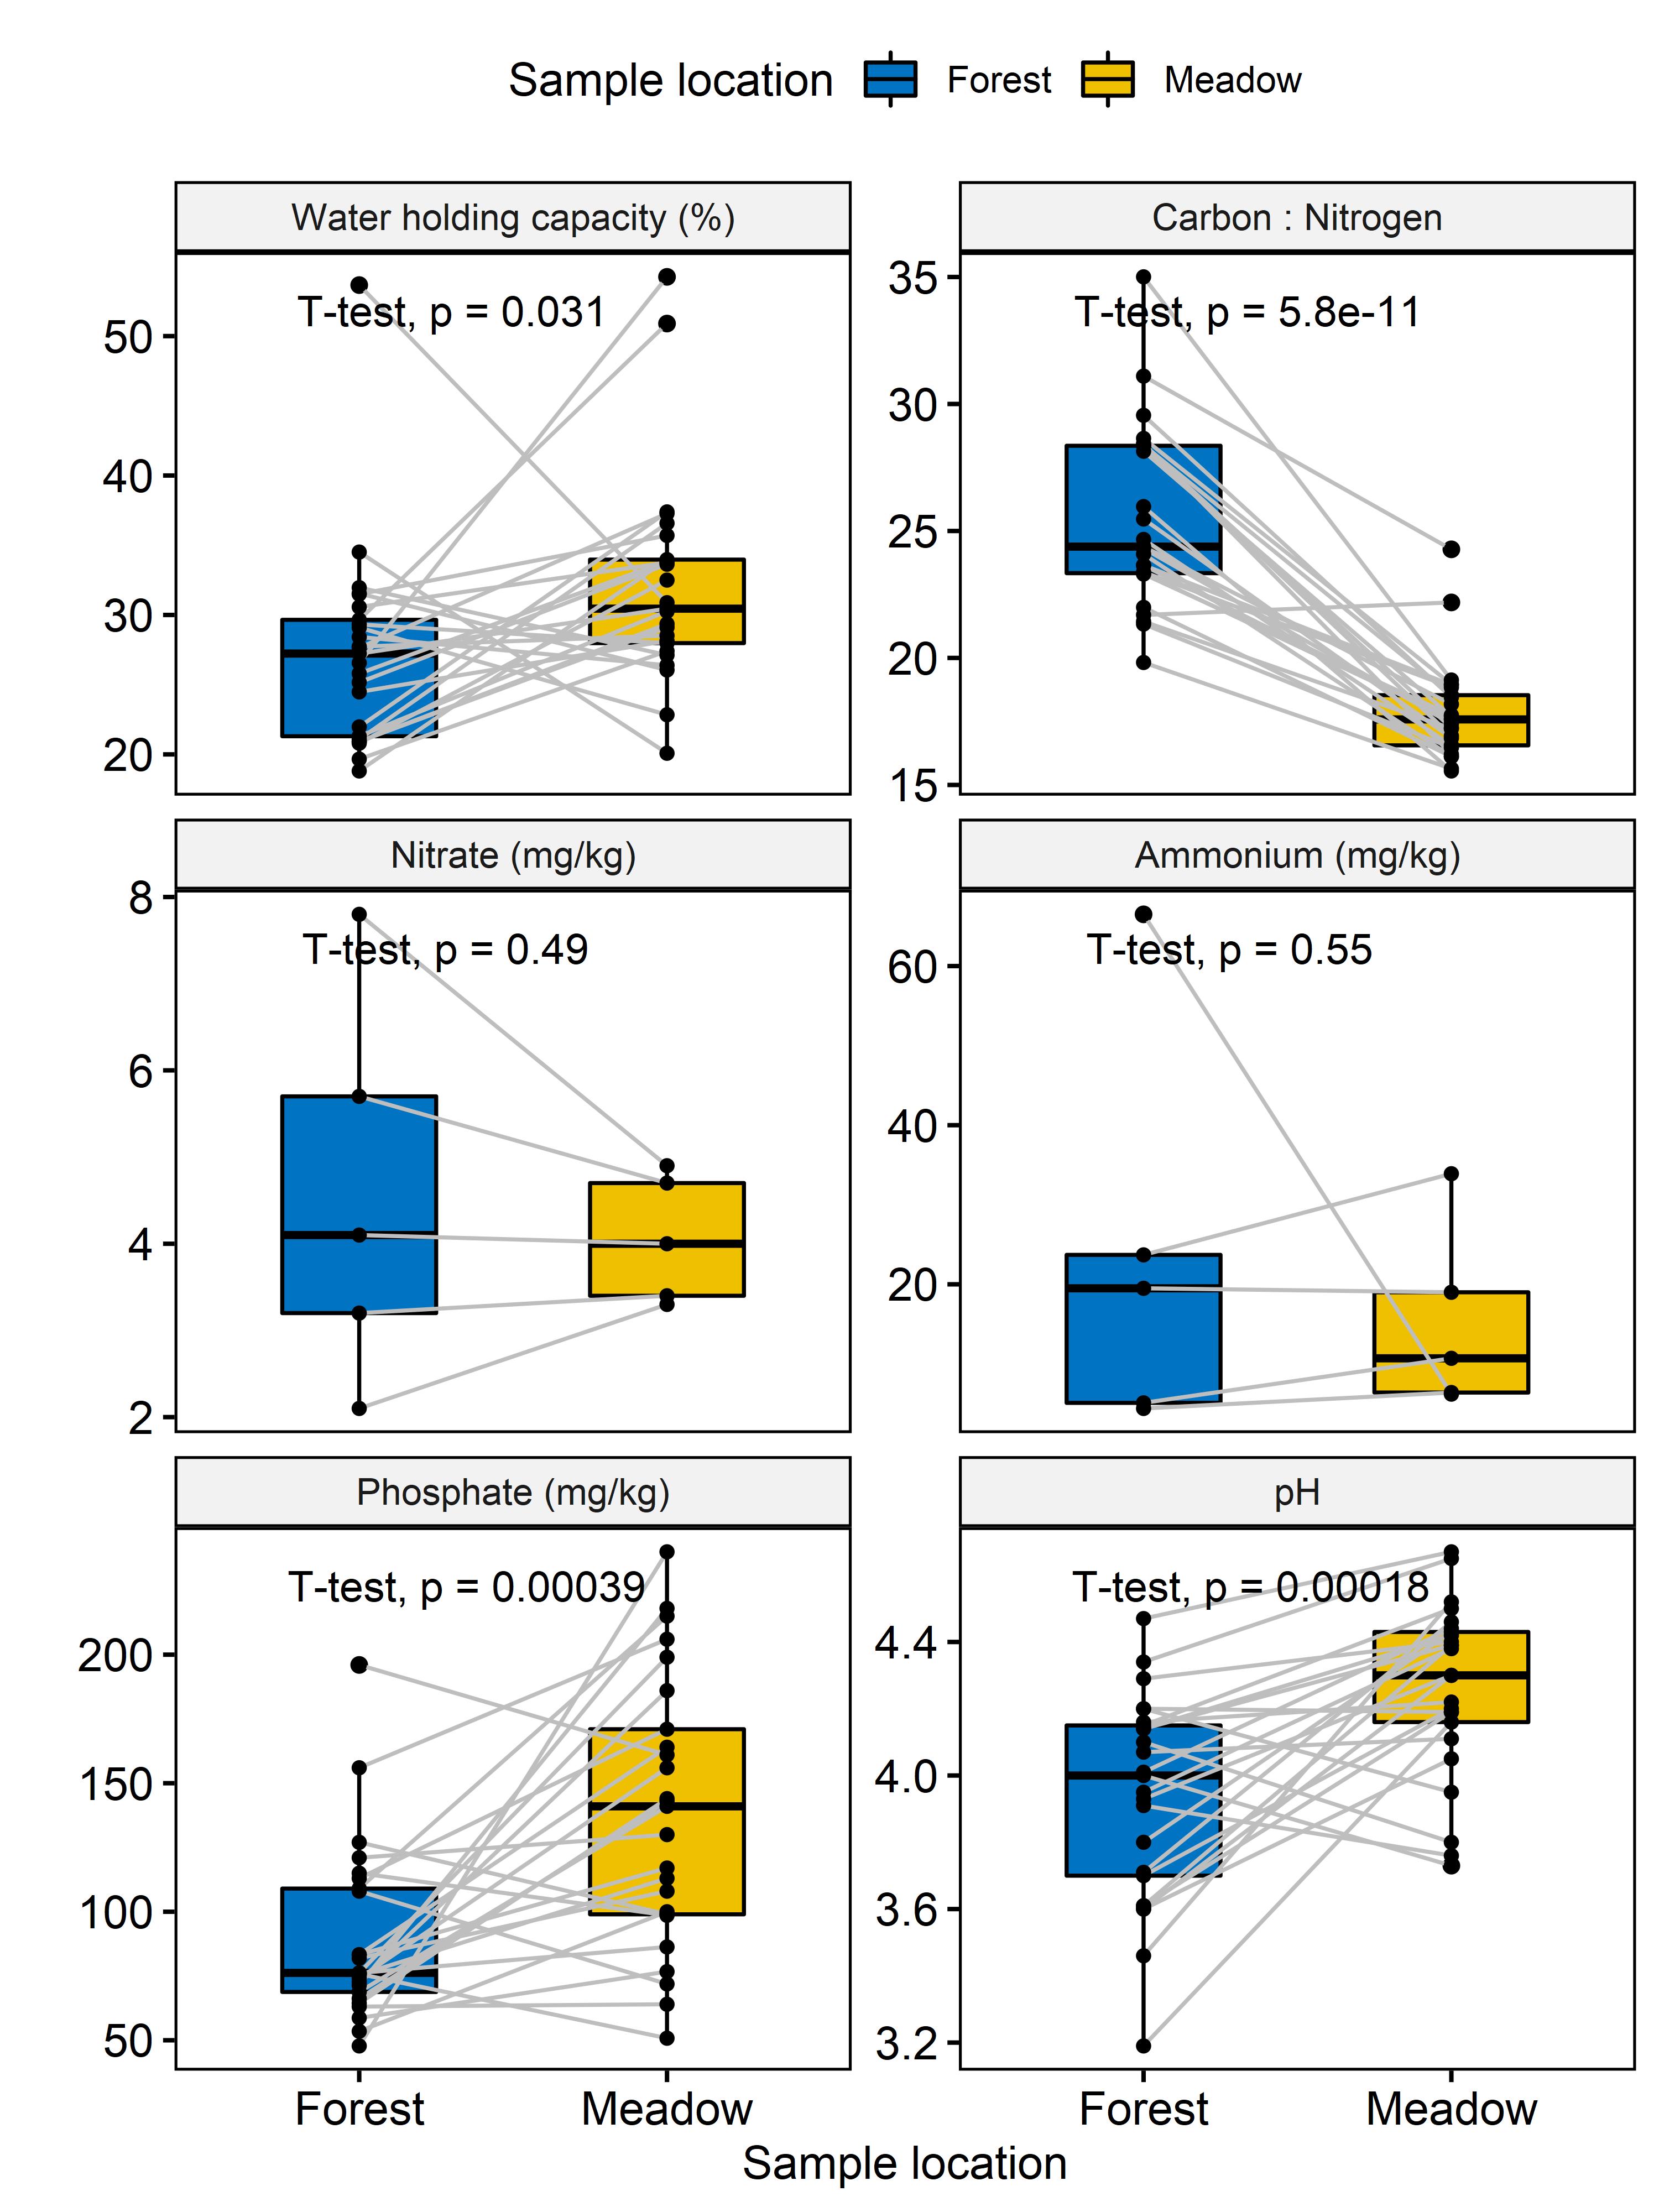 Sample location Forest Meadow
Water holding capacity (%)
T-test, p = 0.031
50
40
30
20
Carbon : Nitrogen
T-test, p = 5.8e-11
35
30
25
20
15
Nitrate (mg/kg)
T-test, p = 0.49
8
6
4
2
Ammonium (mg/kg)
T-test, p = 0.55
60
40
20
Phosphate (mg/kg)
T-test, p = 0.00039
200
150
100
50
Forest Meadow
pH
T-test, p = 0.00018
4.4
4.0
3.6
3.2
Forest Meadow
Sample location